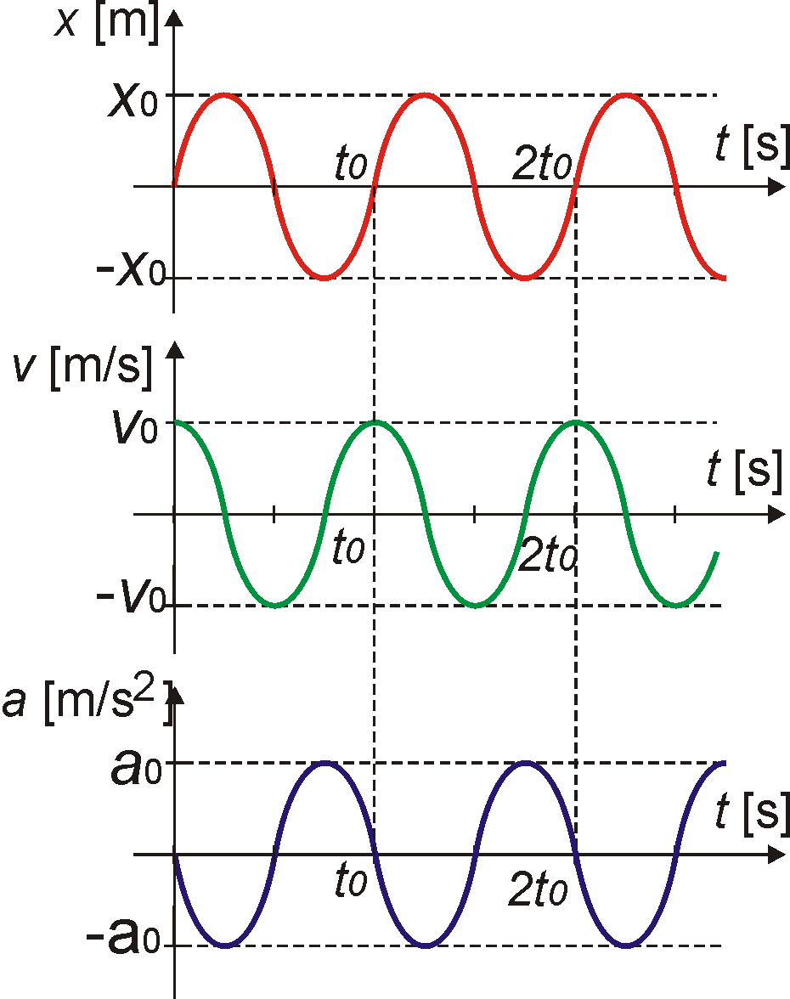 x [m]
x0
t [s]
t0
2t0
-x0
v [m/s]
v0
t [s]
t0
2t0
-v0
a [m/s2]
a0
t [s]
t0
2t0
-a0